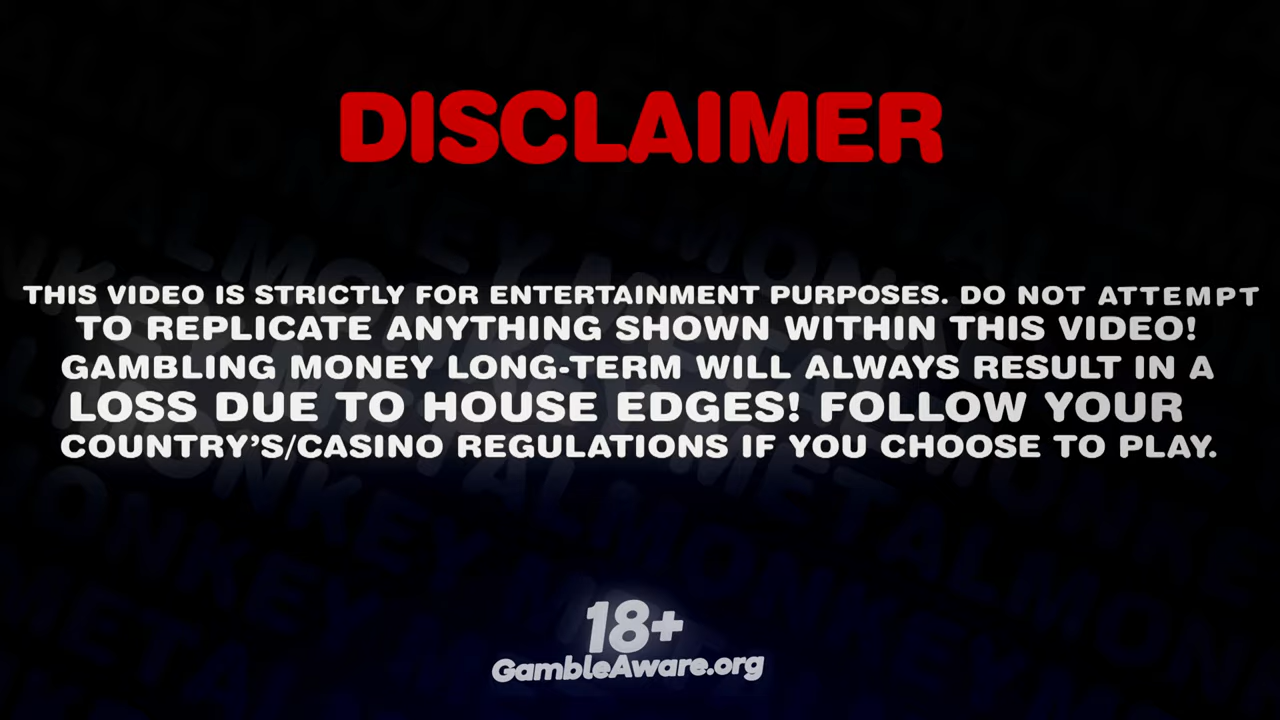 DISCLAIMER
THIS VIDEO IS STRICTLY FOR ENTERTAINMENT PURPOSES. DO NOT ATTEMPT
TO REPLICATE ANYTHING SHOWN WITHIN THIS VIDEO!
GAMBLING MONEY LONG-TERM WILL ALWAYS RESULT IN A
LOSS DUE TO HOUSE EDGES! FOLLOW YOUR
COUNTRY'S/CASINO REGULATIONS IF YOU CHOOSE TO PLAY.
18+
GambleAware.org